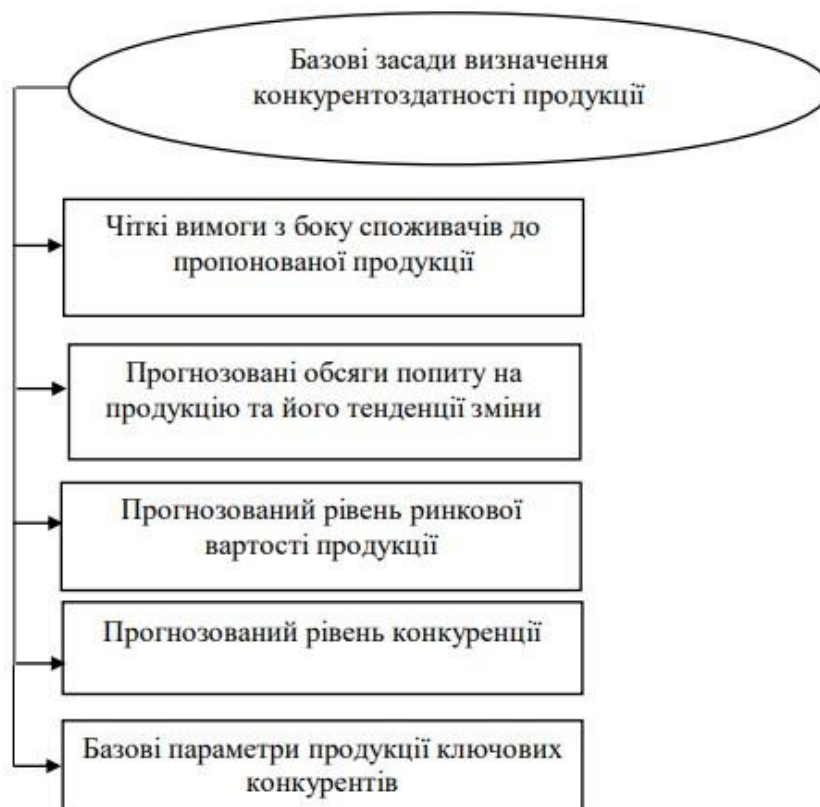 Базові засади визначення
конкурентоздатності продукції
Чіткі вимоги з боку споживачів до
пропонованої продукції
Прогнозовані обсяги попиту на
продукцію та його тенденції зміни
Прогнозований рівень ринкової
вартості продукції
Прогнозований рівень конкуренції
Базові параметри продукції ключових
конкурентів